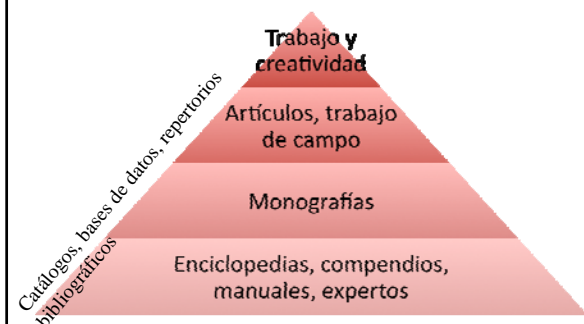 Trabajo y
creatividad
Artículos, trabajo
de campo
Monografías
Enciclopedias, compendios,
manuales, expertos
Catálogos, bases de datos, repertorios
bibliográficos